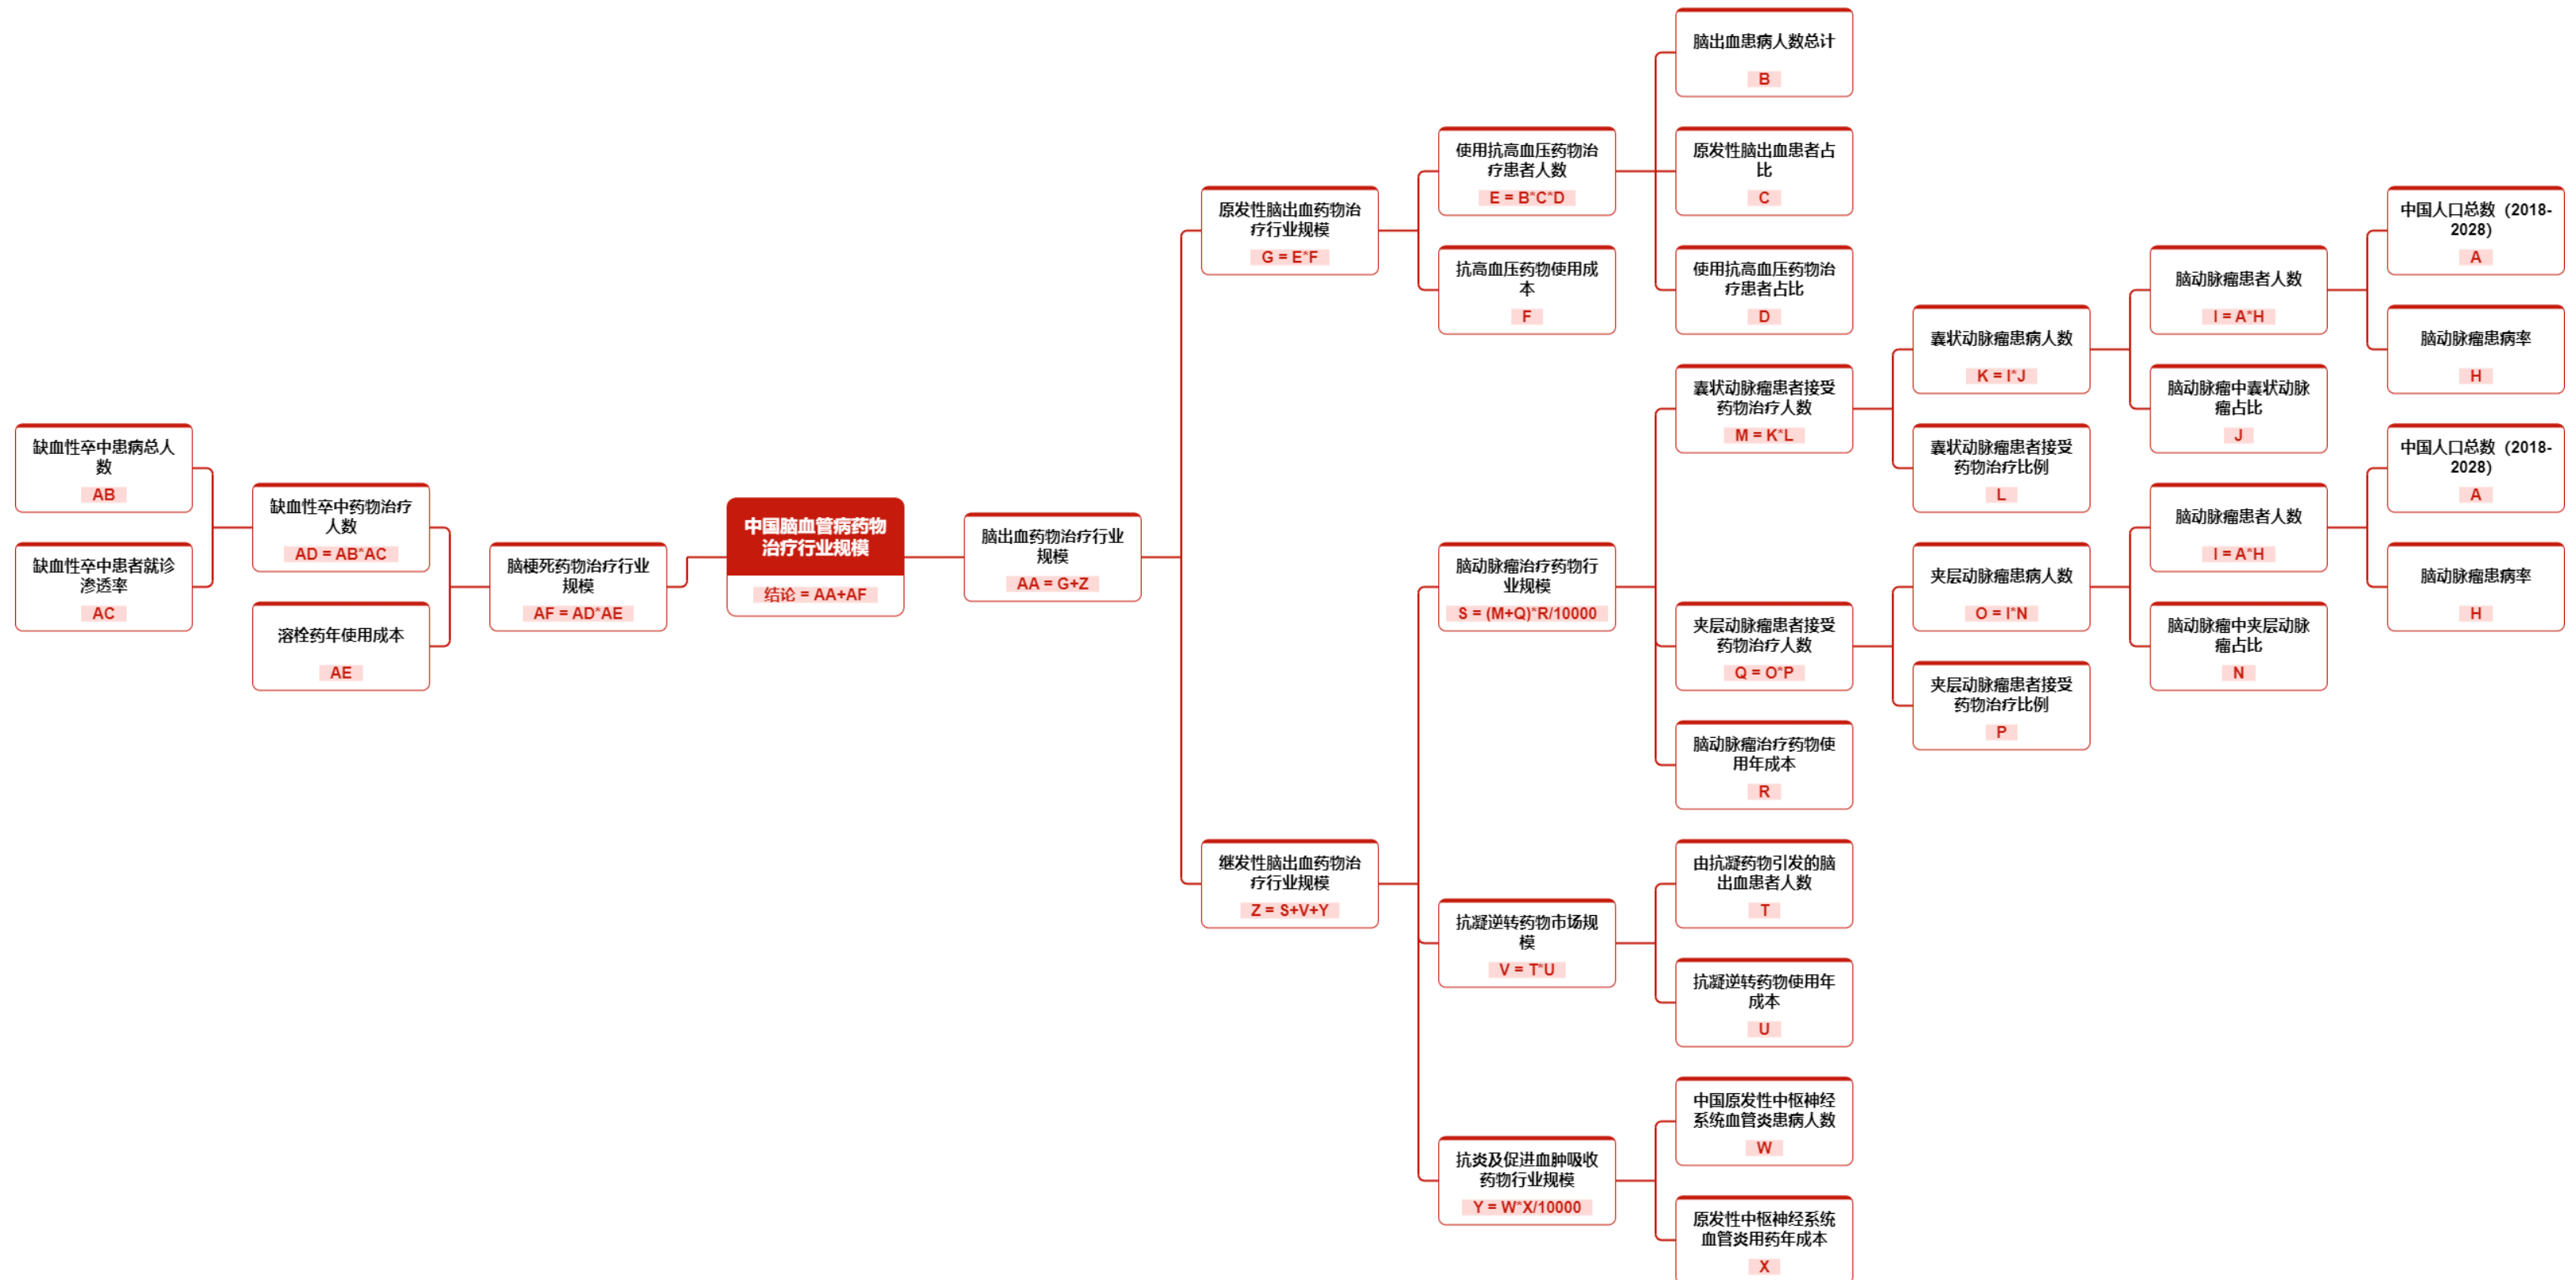 脑出血患病人数总计
B
使用抗高血压药物治
疗患者人数
E = B*C*D
原发性脑出血患者占
比
C
原发性脑出血药物治
疗行业规模
G = E*F
抗高血压药物使用成
本
F
使用抗高血压药物治
疗患者占比
D
中国人口总数（2018-
2028）
A
脑动脉瘤患者人数
I = A*H
脑动脉瘤患病率
H
囊状动脉瘤患病人数
K = I*J
脑动脉瘤中囊状动脉
瘤占比
J
囊状动脉瘤患者接受
药物治疗人数
M = K*L
囊状动脉瘤患者接受
药物治疗比例
L
中国人口总数（2018-
2028）
A
脑动脉瘤患者人数
I = A*H
脑动脉瘤患病率
H
缺血性卒中患病总人
数
AB
缺血性卒中药物治疗
人数
AD = AB*AC
缺血性卒中患者就诊
渗透率
AC
溶栓药年使用成本
AE
脑梗死药物治疗行业
规模
AF = AD*AE
中国脑血管病药物
治疗行业规模
结论 = AA+AF
脑出血药物治疗行业
规模
AA = G+Z
脑动脉瘤治疗药物行
业规模
S = (M+Q)*R/10000
夹层动脉瘤患者接受
药物治疗人数
Q = O*P
夹层动脉瘤患病人数
O = I*N
脑动脉瘤中夹层动脉
瘤占比
N
夹层动脉瘤患者接受
药物治疗比例
P
脑动脉瘤治疗药物使
用年成本
R
继发性脑出血药物治
疗行业规模
Z = S+V+Y
由抗凝药物引发的脑
出血患者人数
T
抗凝逆转药物市场规
模
V = T*U
抗凝逆转药物使用年
成本
U
中国原发性中枢神经
系统血管炎患病人数
W
抗炎及促进血肿吸收
药物行业规模
Y = W*X/10000
原发性中枢神经系统
血管炎用药年成本
X